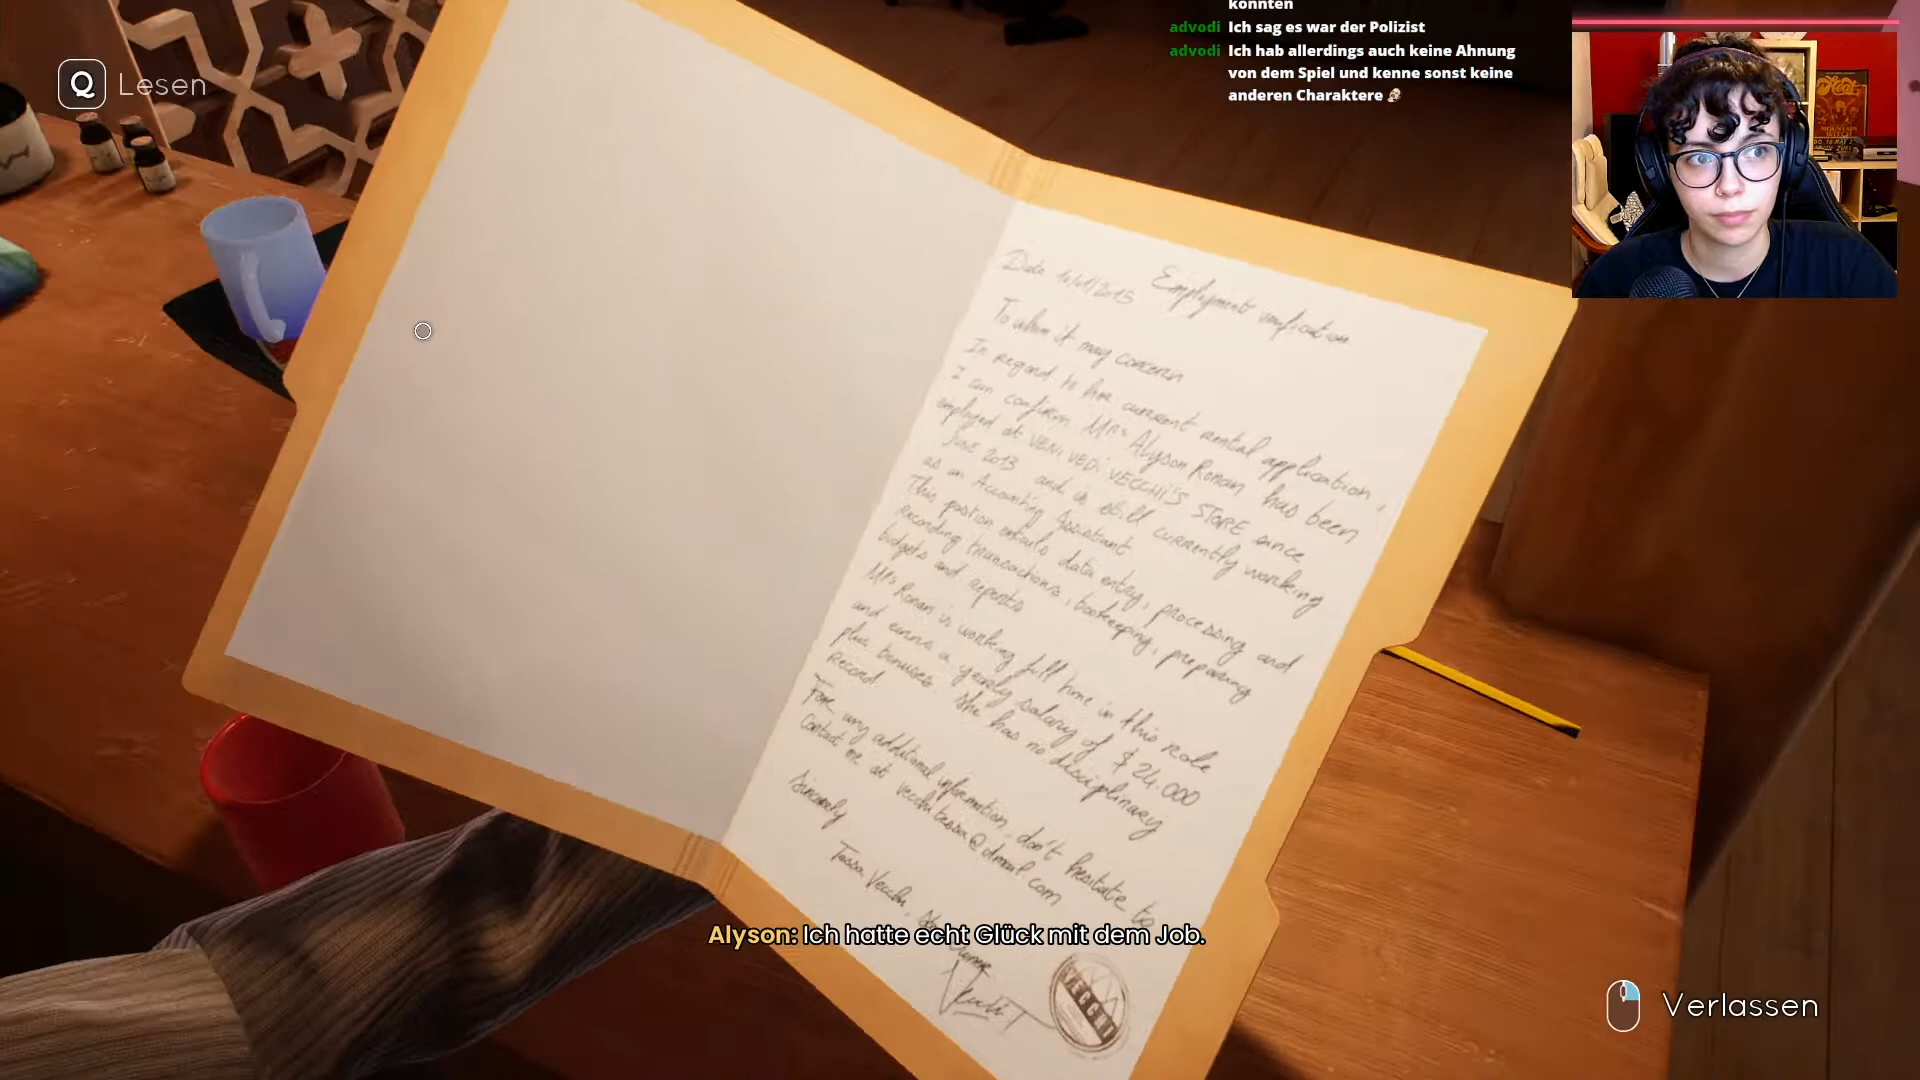 konnten
advodi Ich sag es war der Polizist
advodi Ich hab allerdings auch keine Ahnung
von dem Spiel und kenne sonst keine
anderen Charaktere
Q Lesen
Employment verification
Date
To whom it may concern
In regard to her current rental application,
I can confirm Mrs Alyson Ronan has been
employed at VENI VEDI VECCHI'S STORE since
June 2013 and is still currently working
as an Accounting Assistant
This position entails data entry, processing and
recording transactions, bookeeping, preparing
budgets and reports
Mrs Ronan is working full time in this role
and earns a yearly salary of $24.000
plus bonuses. She has no disciplinary
record
For any additional information, don't hesitate to
contact me at
Sincerely
Tessa Vecchi,
VECCHI
Alyson: Ich hatte echt Glück mit dem Job.
Verlassen